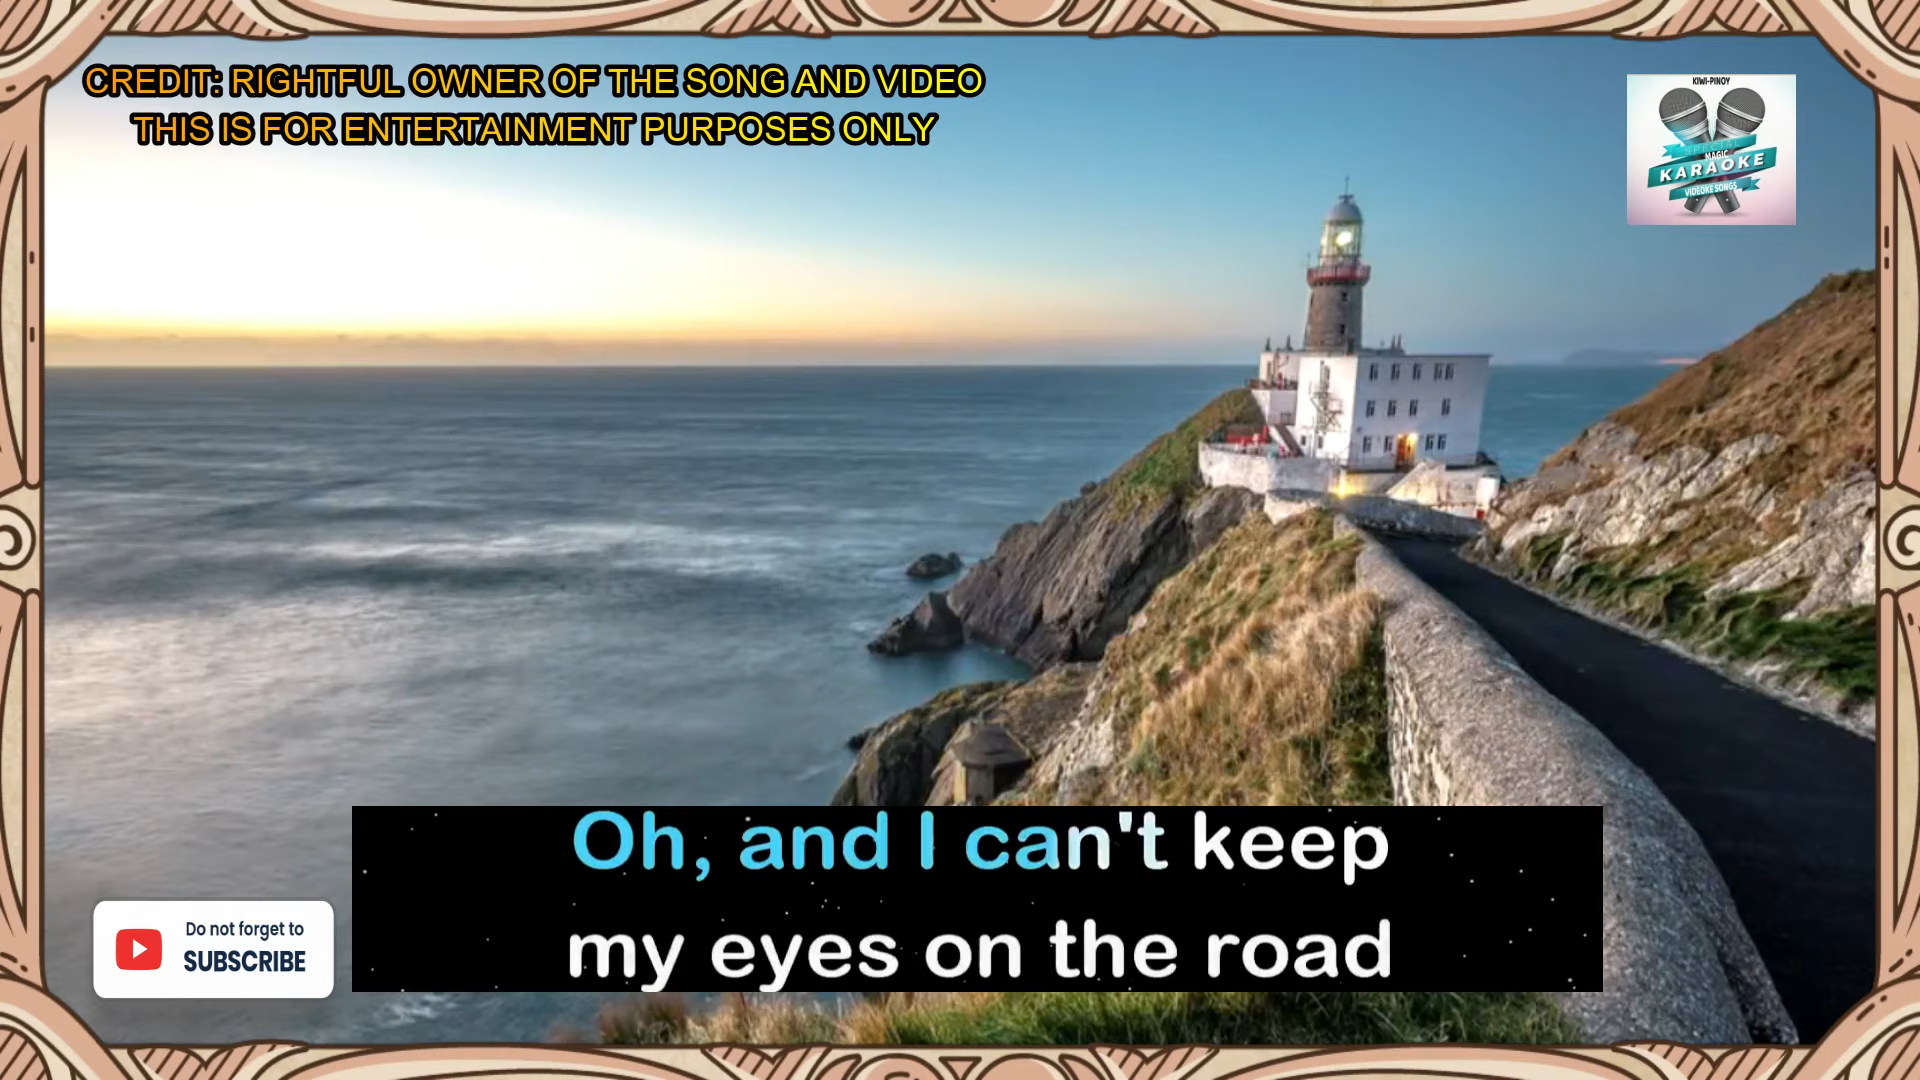 CREDIT: RIGHTFUL OWNER OF THE SONG AND VIDEO
THIS IS FOR ENTERTAINMENT PURPOSES ONLY
KIWI-PINOY
SPECIAL
MAGIC
KARAOKE
VIDEOKE SONGS
Oh, and I can't keep
my eyes on the road
Do not forget to
SUBSCRIBE